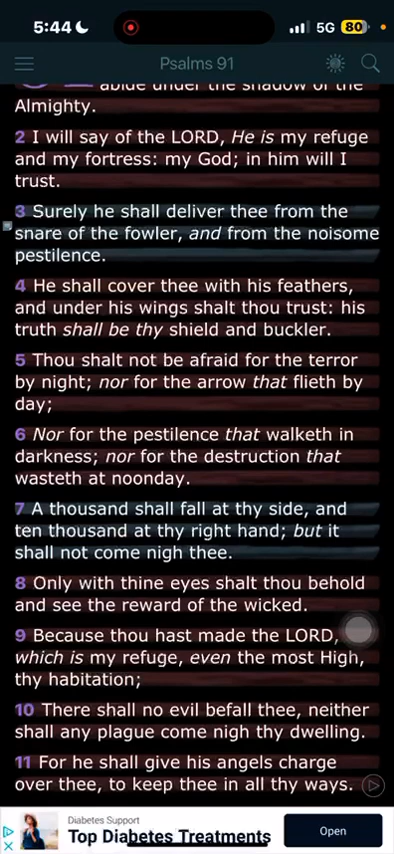 5:44 5G 80
Psalms 91
abide under the shadow of the
Almighty.
2 I will say of the LORD, He is my refuge
and my fortress: my God; in him will I
trust.
3 Surely he shall deliver thee from the
snare of the fowler, and from the noisome
pestilence.
4 He shall cover thee with his feathers,
and under his wings shalt thou trust: his
truth shall be thy shield and buckler.
5 Thou shalt not be afraid for the terror
by night; nor for the arrow that flieth by
day;
6 Nor for the pestilence that walketh in
darkness; nor for the destruction that
wasteth at noonday.
7 A thousand shall fall at thy side, and
ten thousand at thy right hand; but it
shall not come nigh thee.
8 Only with thine eyes shalt thou behold
and see the reward of the wicked.
9 Because thou hast made the LORD,
which is my refuge, even the most High,
thy habitation;
10 There shall no evil befall thee, neither
shall any plague come nigh thy dwelling.
11 For he shall give his angels charge
over thee, to keep thee in all thy ways.
Diabetes Support
Top Diabetes Treatments
Open